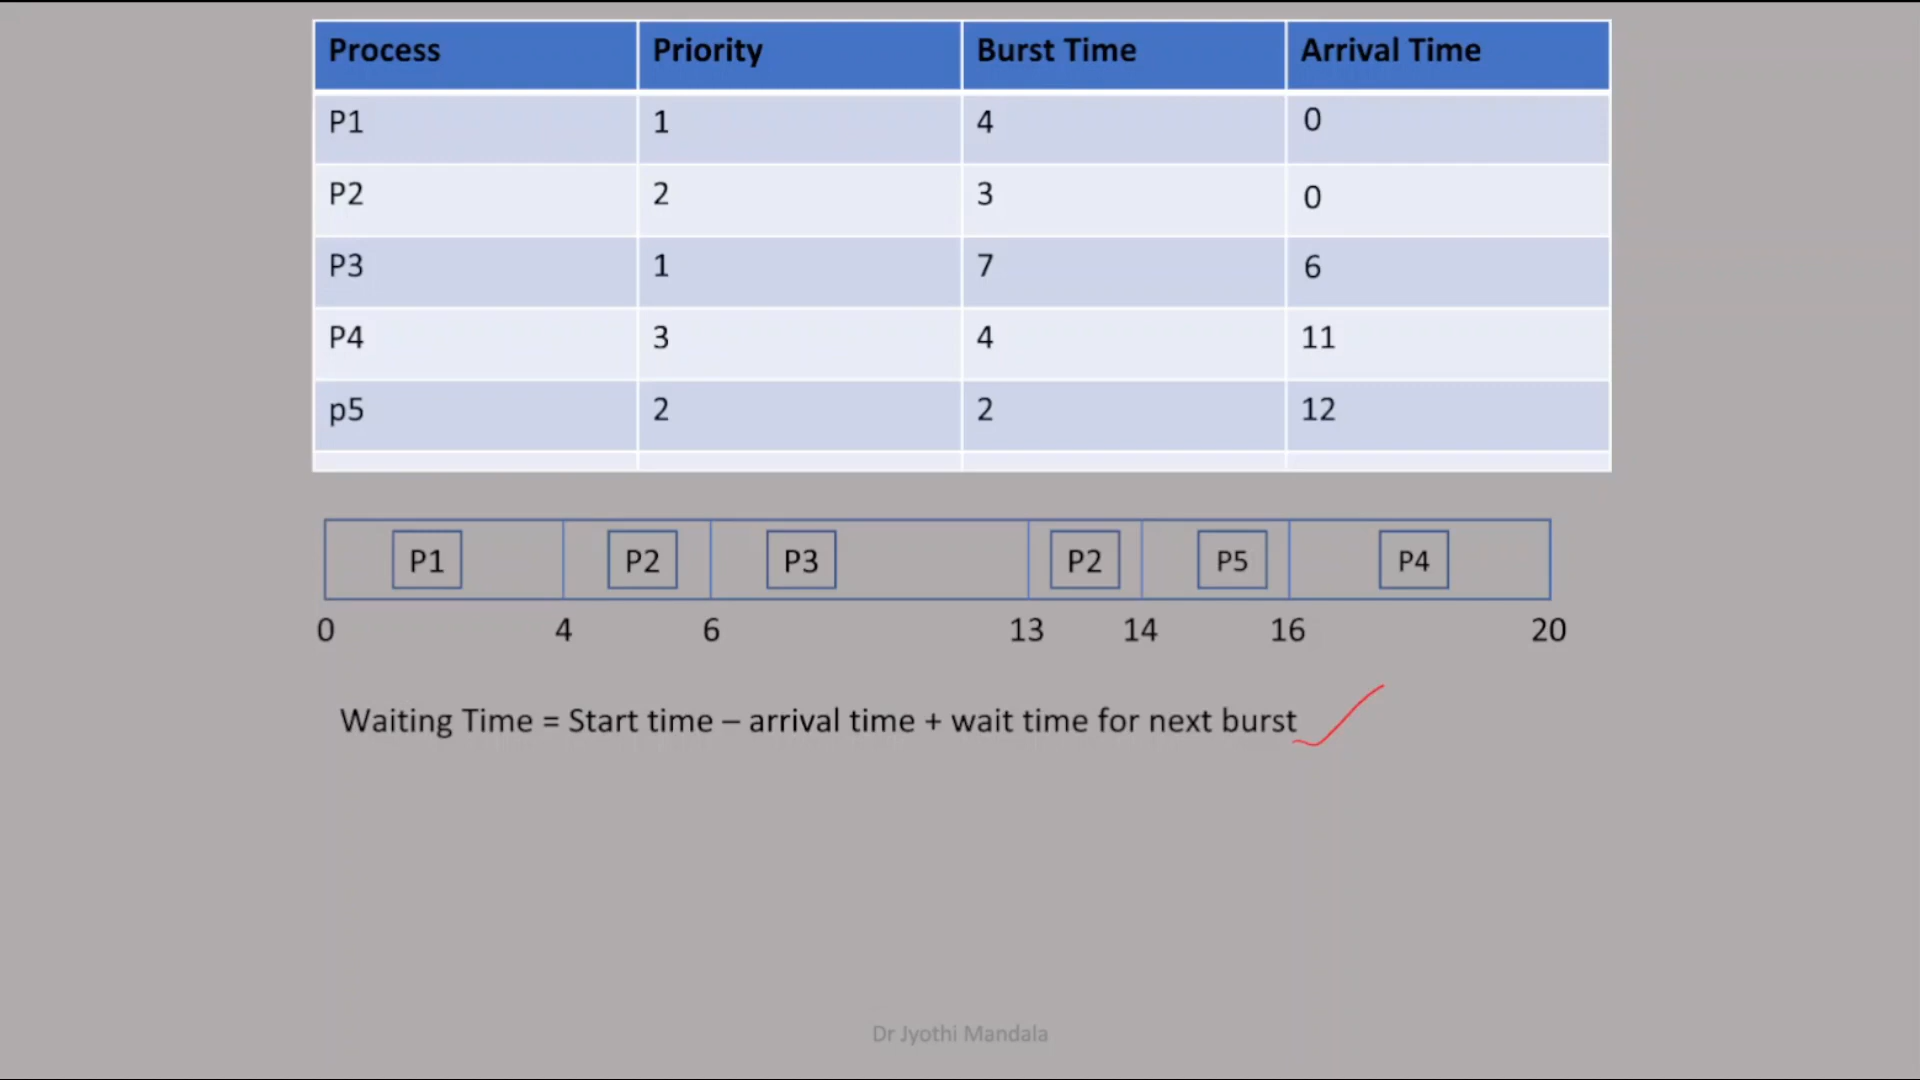 Process Priority Burst Time Arrival Time
P1 1 4 0
P2 2 3 0
P3 1 7 6
P4 3 4 11
p5 2 2 12
P1 P2 P3 P2 P5 P4
0 4 6 13 14 16 20
Waiting Time = Start time – arrival time + wait time for next burst
Dr Jyothi Mandala